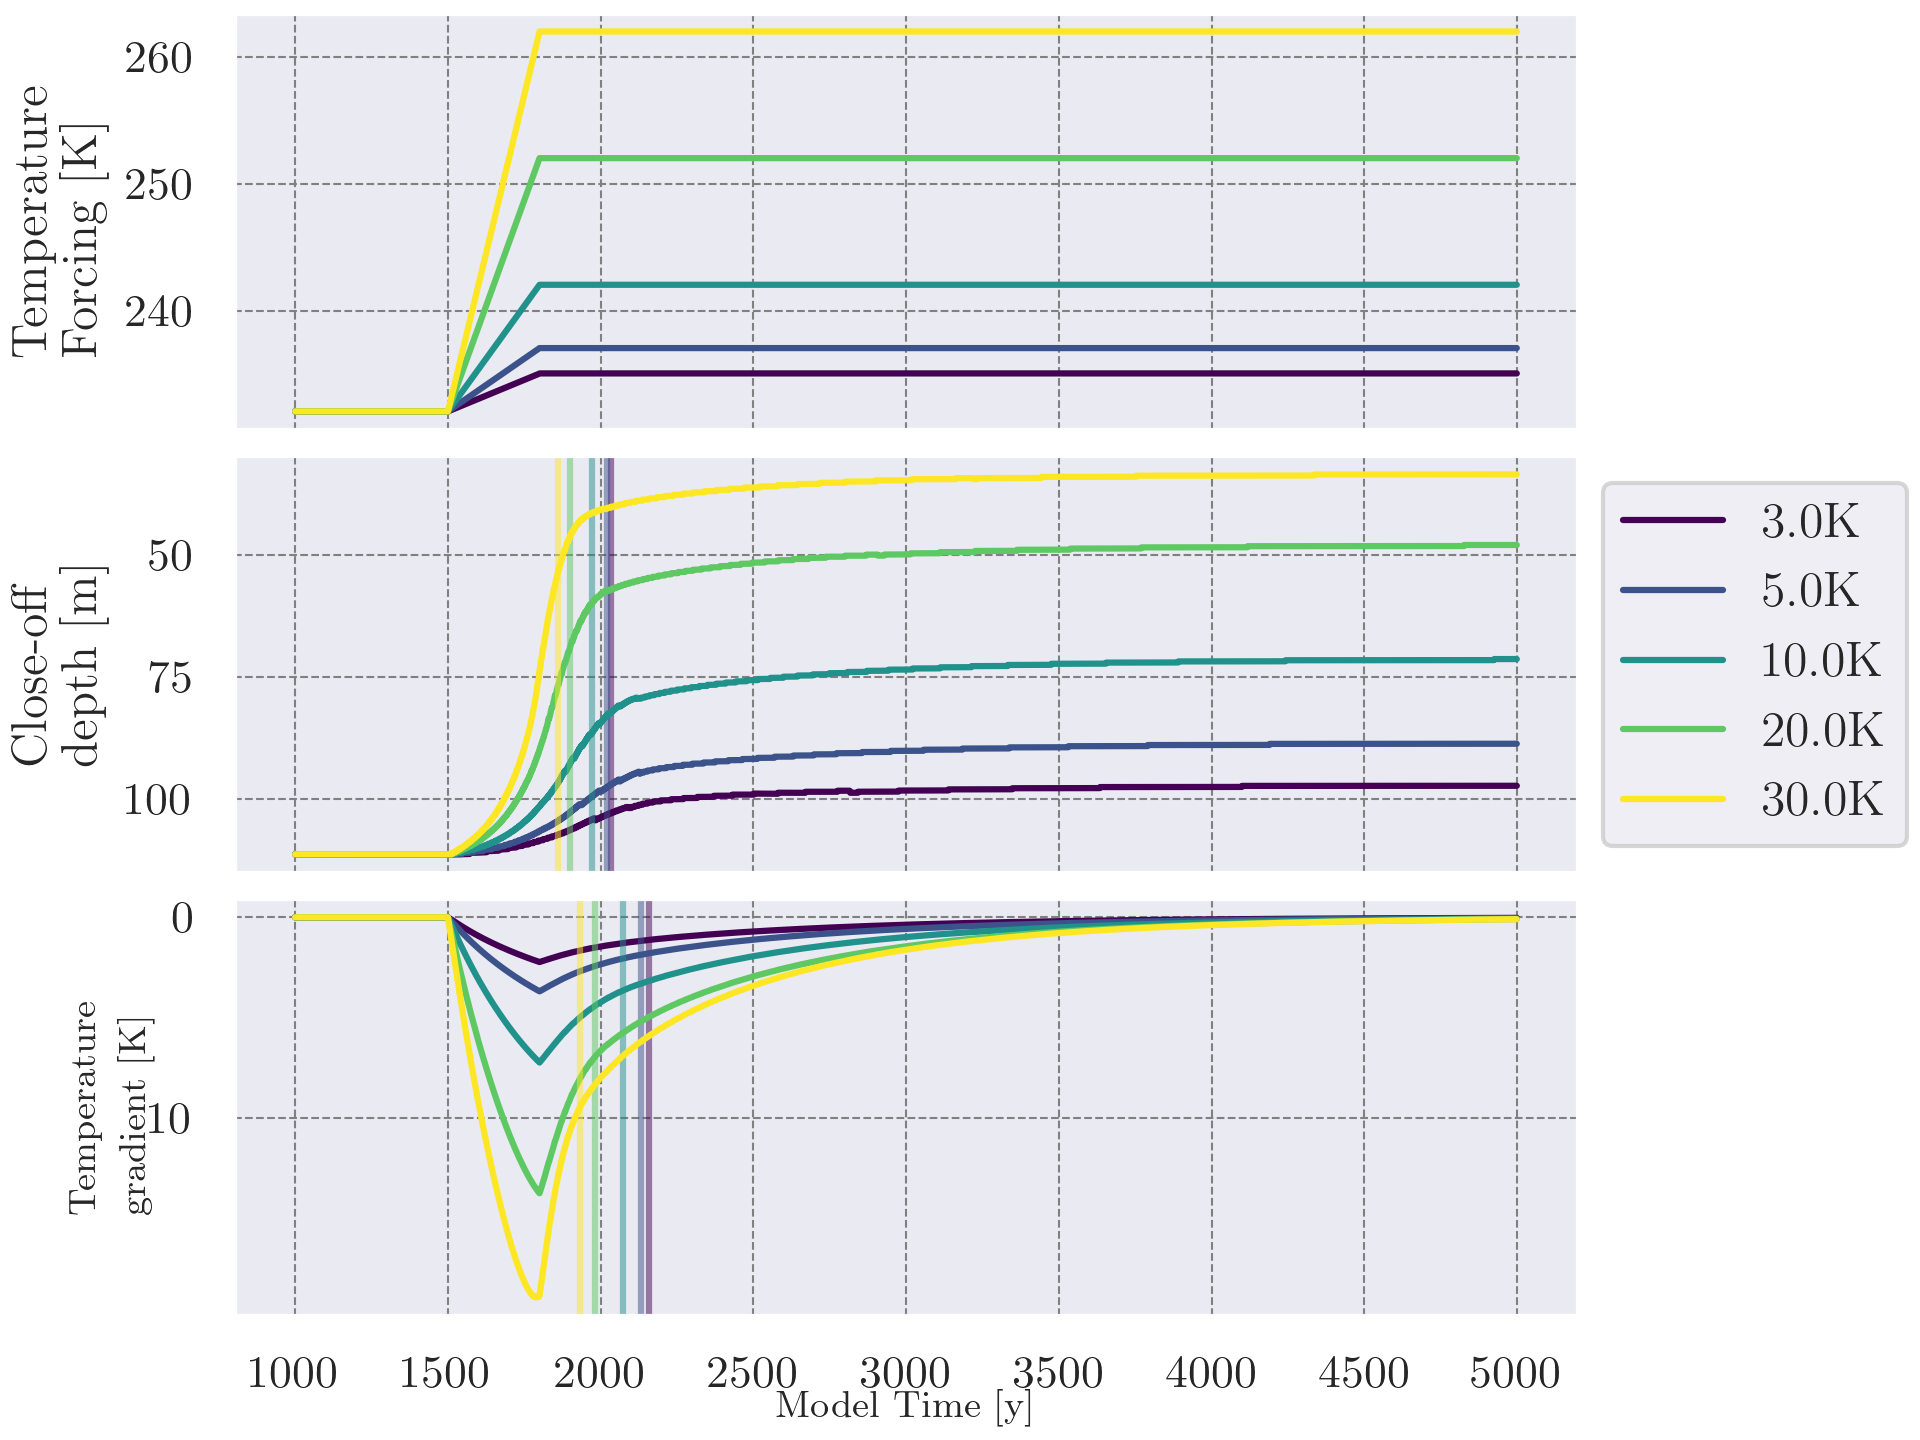 Temperature
Forcing [K]
260
250
240
Close-off
depth [m]
50
75
100
3.0K
5.0K
10.0K
20.0K
30.0K
Temperature
gradient [K]
0
10
1000 1500 2000 2500 3000 3500 4000 4500 5000
Model Time [y]